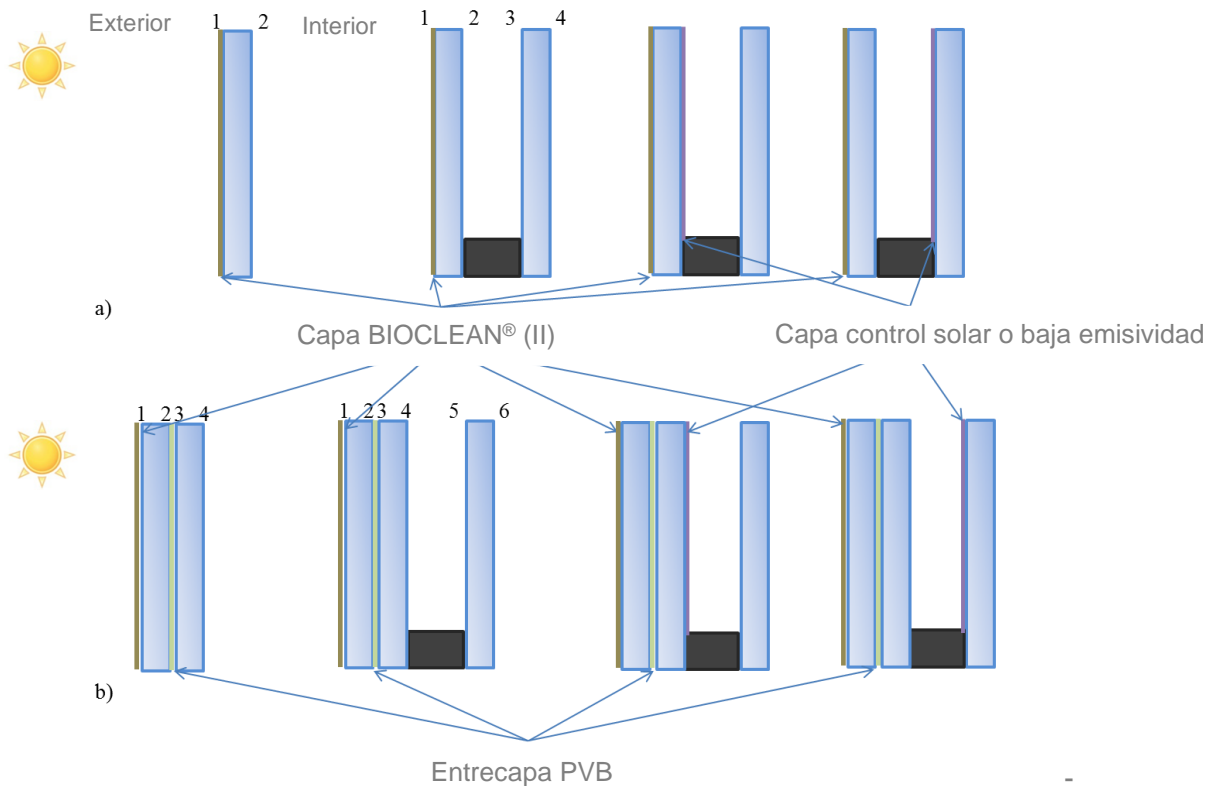 Exterior 1 2 Interior 1 2 3 4
a)
Capa BIOCLEAN® (II) Capa control solar o baja emisividad
1 2 3 4 1 2 3 4 5 6
b)
Entrecapa PVB -